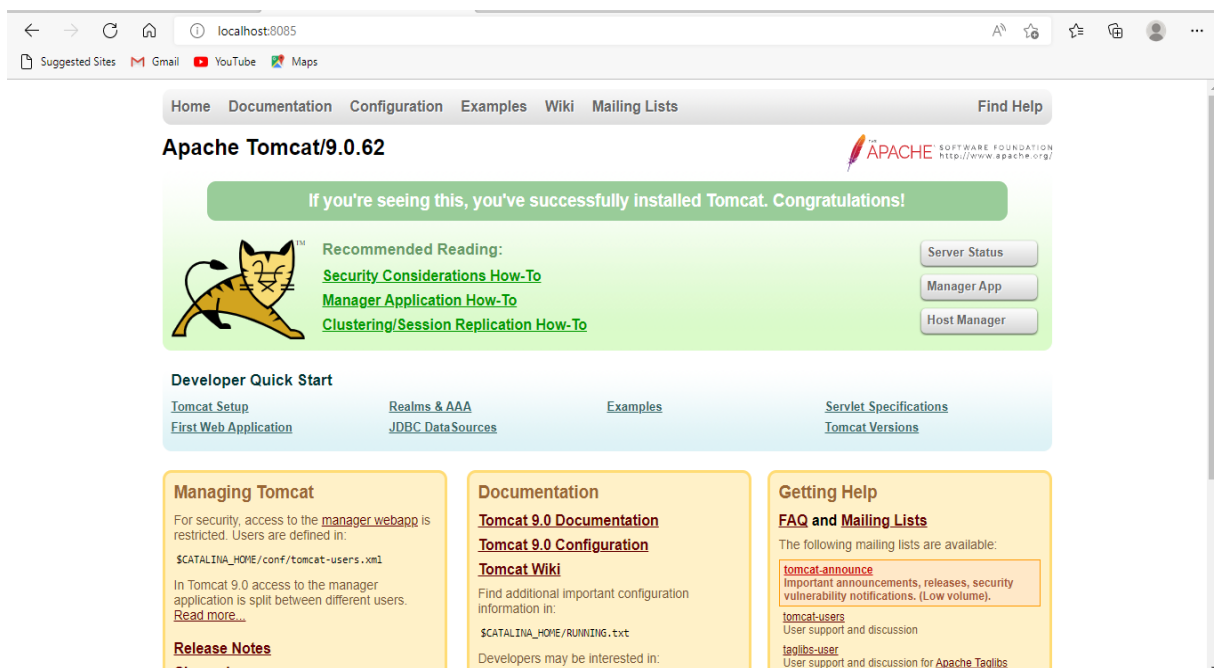 localhost:8085
Suggested Sites Gmail YouTube Maps
Home Documentation Configuration Examples Wiki Mailing Lists Find Help
Apache Tomcat/9.0.62
THE APACHE SOFTWARE FOUNDATION
http://www.apache.org/
If you're seeing this, you've successfully installed Tomcat. Congratulations!
TM
Recommended Reading:
Security Considerations How-To
Manager Application How-To
Clustering/Session Replication How-To
Server Status
Manager App
Host Manager
Developer Quick Start
Tomcat Setup
First Web Application
Realms & AAA
JDBC DataSources
Examples
Servlet Specifications
Tomcat Versions
Managing Tomcat
For security, access to the manager webapp is
restricted. Users are defined in:
$CATALINA_HOME/conf/tomcat-users.xml
In Tomcat 9.0 access to the manager
application is split between different users.
Read more...
Release Notes
Documentation
Tomcat 9.0 Documentation
Tomcat 9.0 Configuration
Tomcat Wiki
Find additional important configuration
information in:
$CATALINA_HOME/RUNNING.txt
Developers may be interested in:
Getting Help
FAQ and Mailing Lists
The following mailing lists are available:
tomcat-announce
Important announcements, releases, security
vulnerability notifications. (Low volume).
tomcat-users
User support and discussion
taglibs-user
User support and discussion for Apache Taglibs